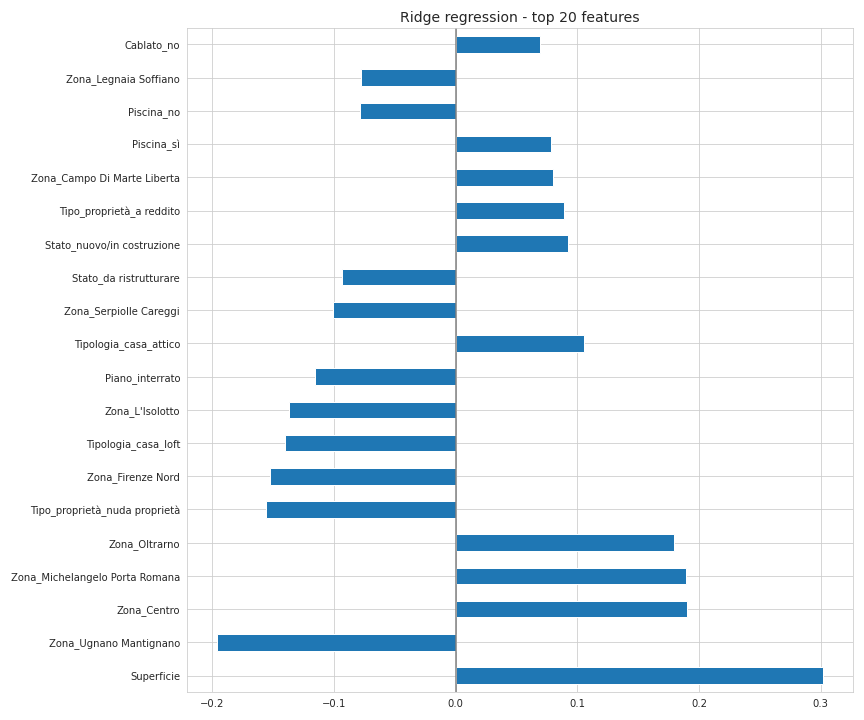 Ridge regression - top 20 features
Cablato_no
Zona_Legnaia Soffiano
Piscina_no
Piscina_sì
Zona_Campo Di Marte Liberta
Tipo_proprietà_a reddito
Stato_nuovo/in costruzione
Stato_da ristrutturare
Zona_Serpiolle Careggi
Tipologia_casa_attico
Piano_interrato
Zona_L'Isolotto
Tipologia_casa_loft
Zona_Firenze Nord
Tipo_proprietà_nuda proprietà
Zona_Oltrarno
Zona_Michelangelo Porta Romana
Zona_Centro
Zona_Ugnano Mantignano
Superficie
−0.2 −0.1 0.0 0.1 0.2 0.3